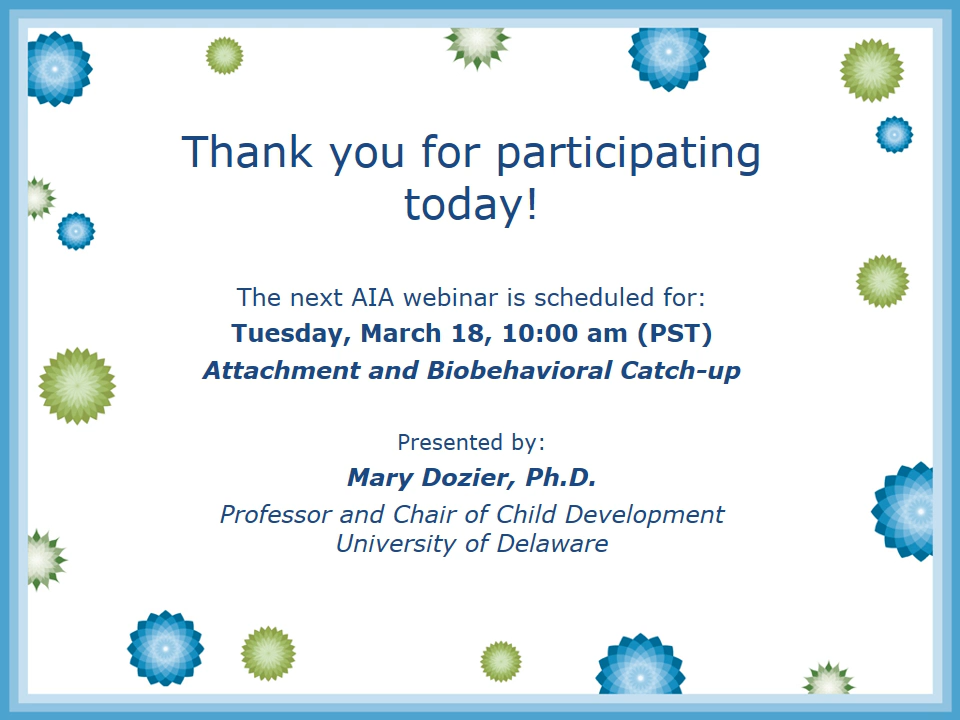 Thank you for participating
today!
The next AIA webinar is scheduled for:
Tuesday, March 18, 10:00 am (PST)
Attachment and Biobehavioral Catch-up
Presented by:
Mary Dozier, Ph.D.
Professor and Chair of Child Development
University of Delaware